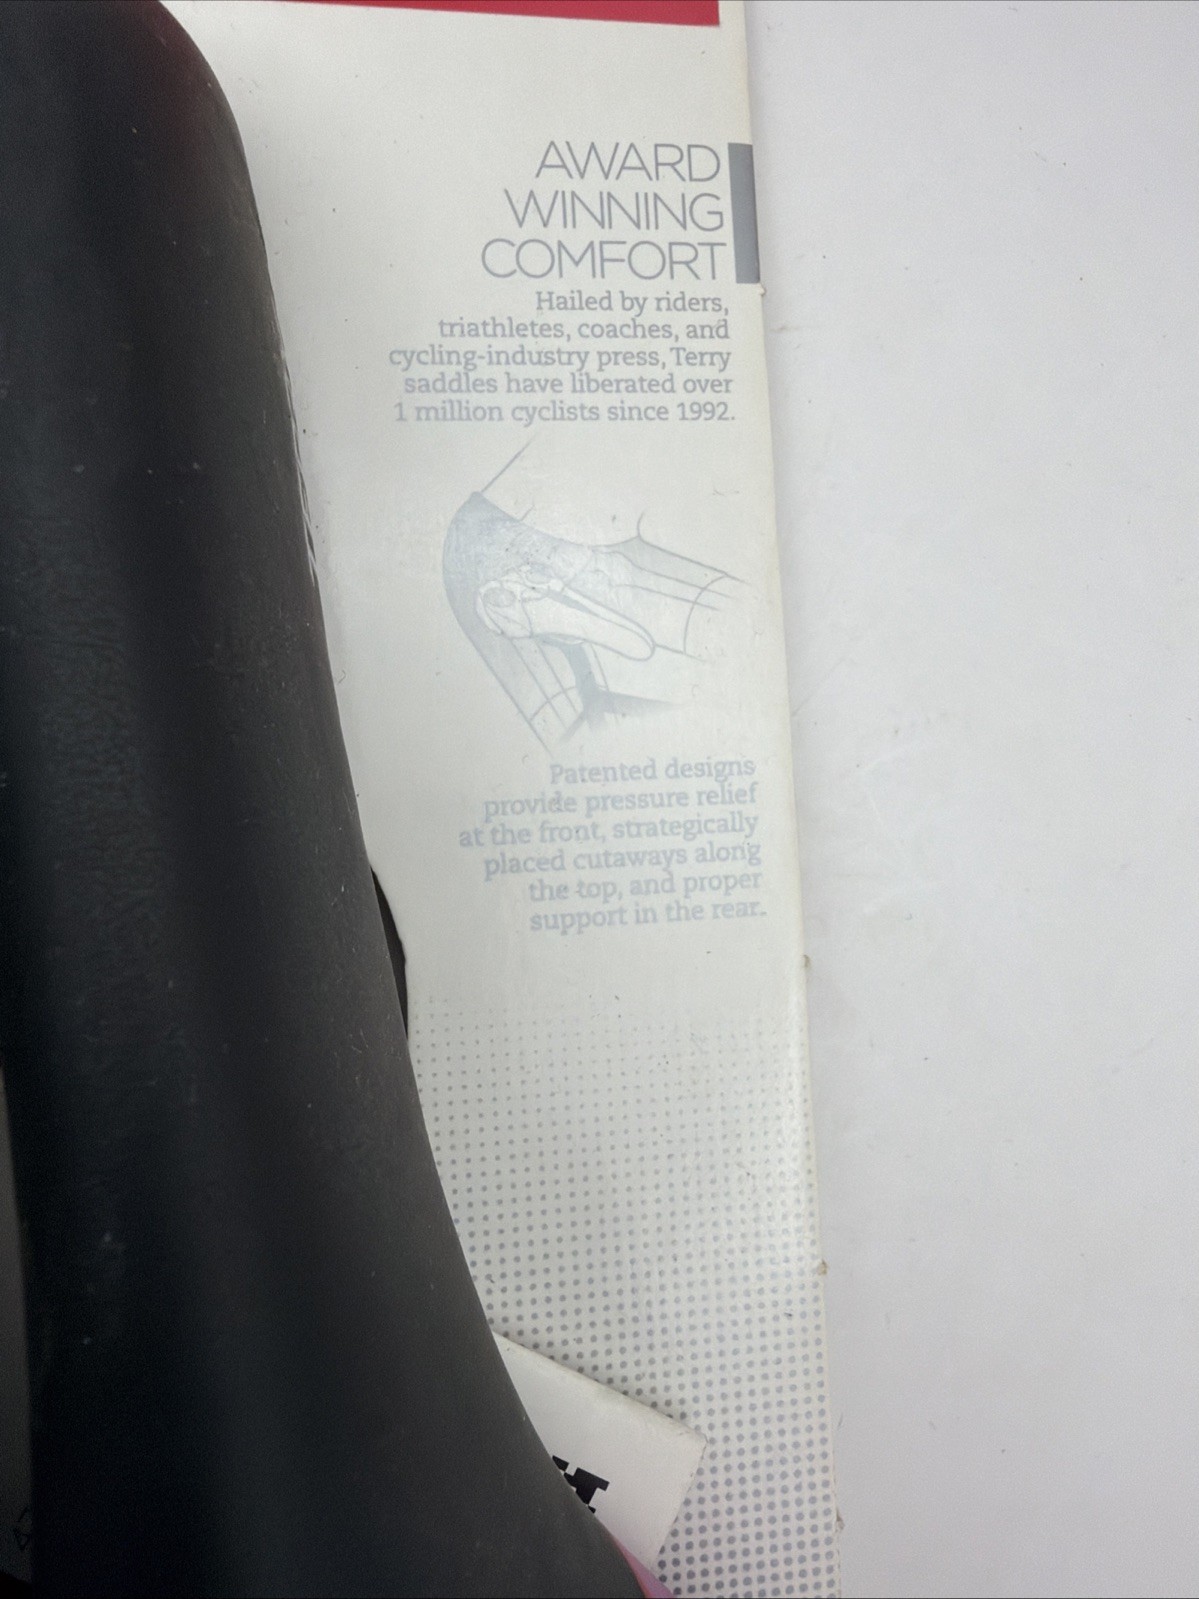 AWARD
WINNING
COMFORT
Hailed by riders,
triathletes, coaches, and
cycling-industry press, Terry
saddles have liberated over
1 million cyclists since 1992.
Patented designs
provide pressure relief
at the front, strategically
placed cutaways along
the top, and proper
support in the rear.